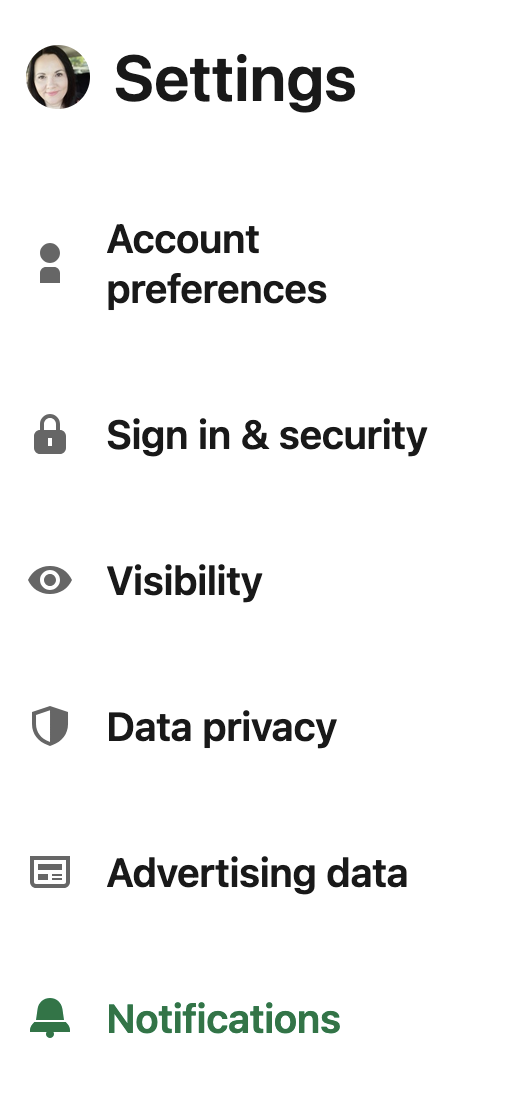 Settings
Account
preferences
Sign in & security
Visibility
Data privacy
Advertising data
Notifications